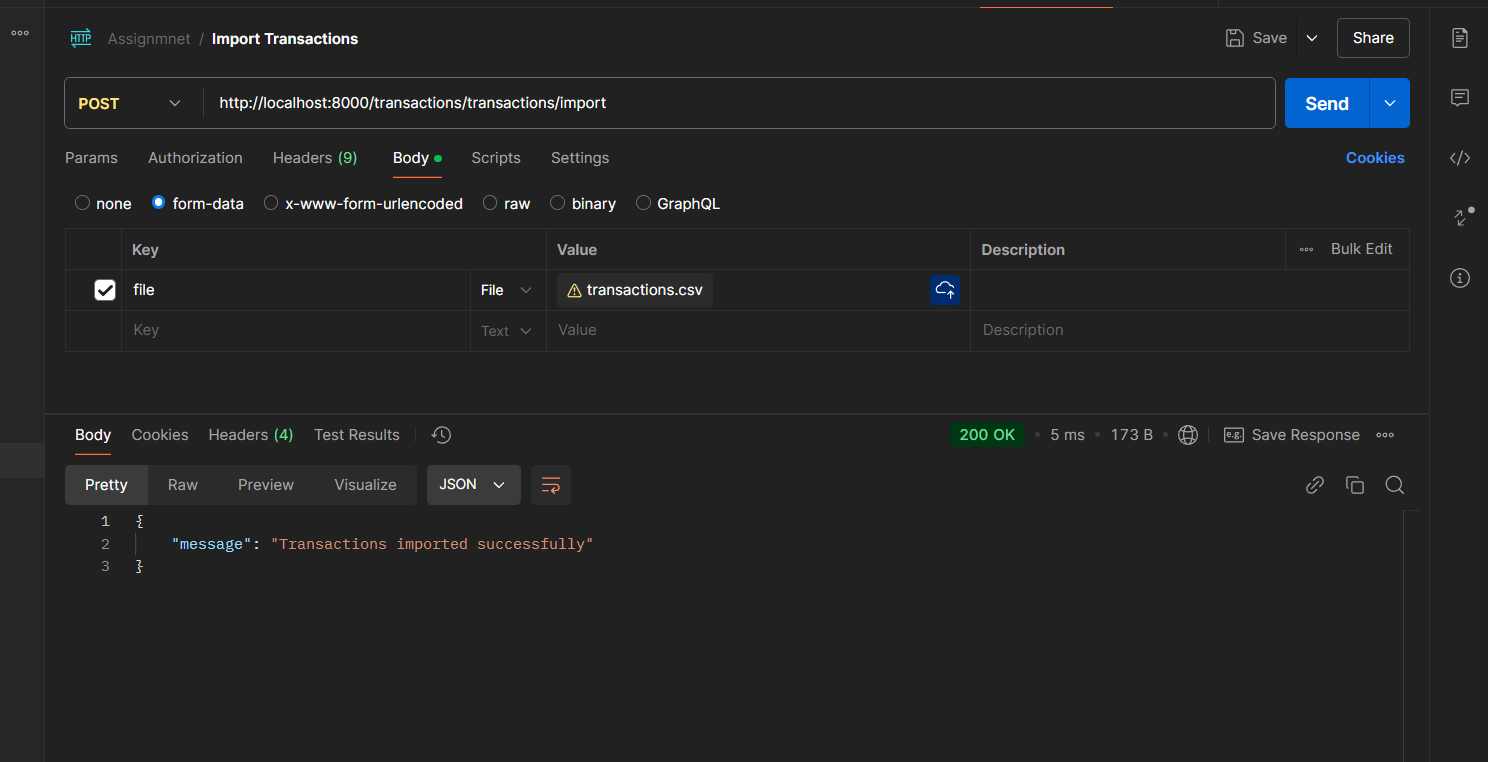 HTTP Assignmnet / Import Transactions Save Share
POST http://localhost:8000/transactions/transactions/import Send
Params Authorization Headers (9) Body Scripts Settings Cookies
none form-data x-www-form-urlencoded raw binary GraphQL
Key Value Description Bulk Edit
file File transactions.csv
Key Text Value Description
Body Cookies Headers (4) Test Results 200 OK 5 ms 173 B e.g. Save Response
Pretty Raw Preview Visualize JSON
1 {
2 "message": "Transactions imported successfully"
3 }